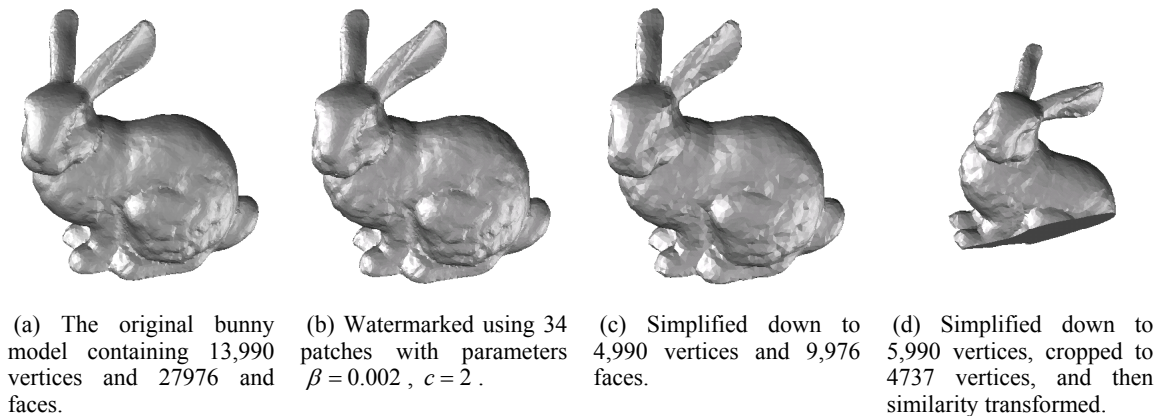 (a) The original bunny
model containing 13,990
vertices and 27976 and
faces.
(b) Watermarked using 34
patches with parameters
β = 0.002 , c = 2 .
(c) Simplified down to
4,990 vertices and 9,976
faces.
(d) Simplified down to
5,990 vertices, cropped to
4737 vertices, and then
similarity transformed.